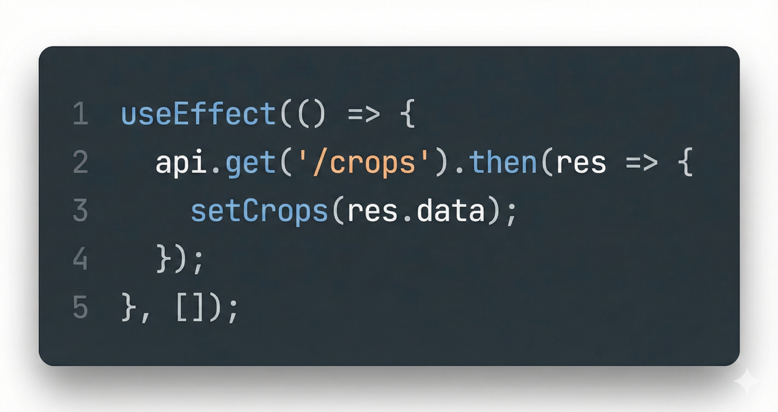 1 useEffect(() => {
2   api.get('/crops').then(res => {
3     setCrops(res.data);
4   });
5 }, []);